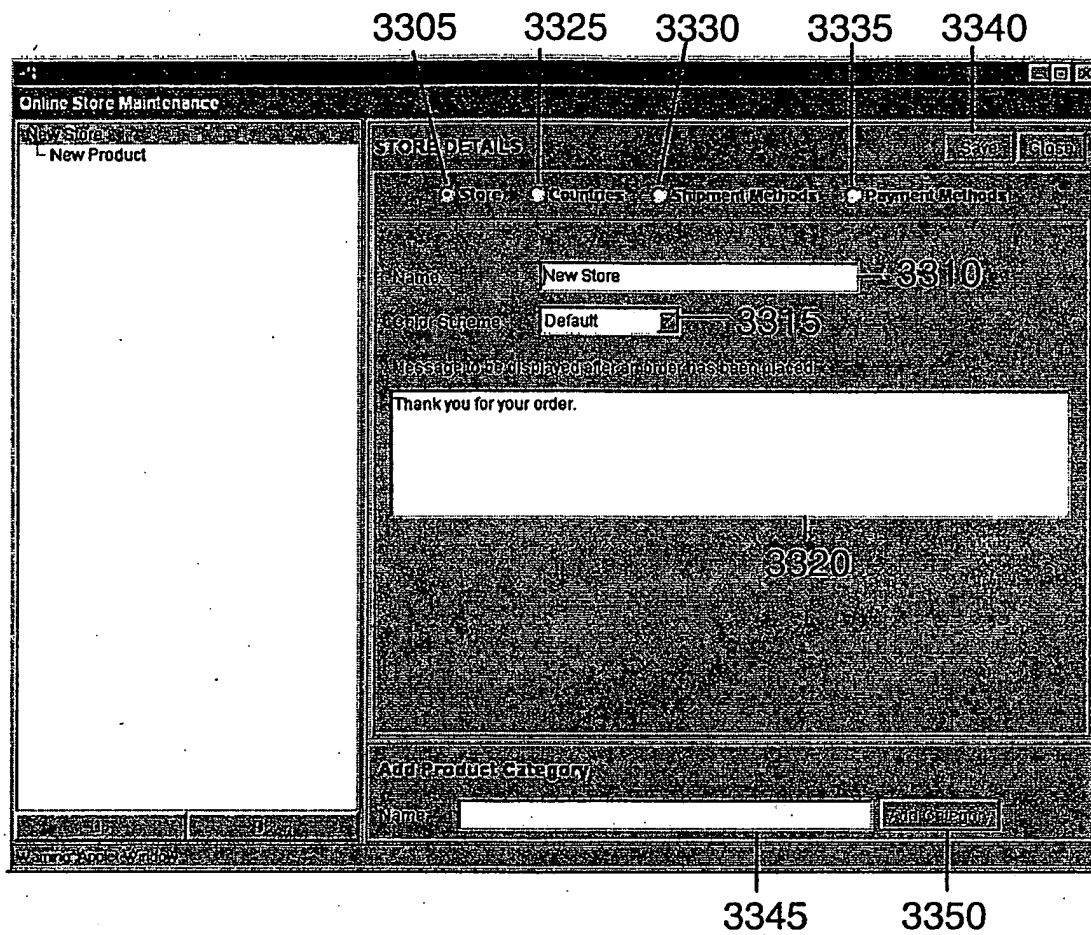 3305 3325 3330 3335 3340
Online Store Maintenance
New Store
New Product
STORE DETAILS
Save Close
Store Countries Shipment Methods Payment Methods
Name: New Store 3310
Color Scheme: Default 3315
Message to be displayed after an order has been placed:
Thank you for your order.
3320
Add Product Category
Name: Add Category
Warning: Applet Window
3345 3350